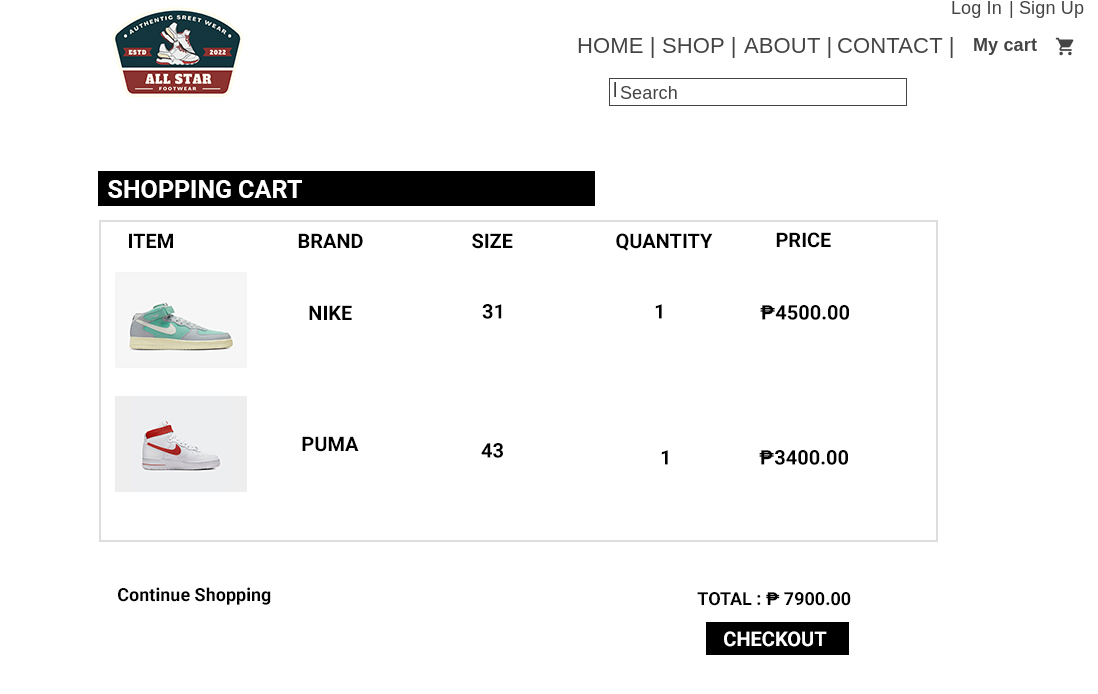 Log In | Sign Up
AUTHENTIC SREET WEAR
ESTD 2022
ALL STAR
FOOTWEAR
HOME | SHOP | ABOUT | CONTACT | My cart
Search
SHOPPING CART
ITEM BRAND SIZE QUANTITY PRICE
NIKE 31 1 ₱4500.00
PUMA 43 1 ₱3400.00
Continue Shopping
TOTAL : ₱ 7900.00
CHECKOUT